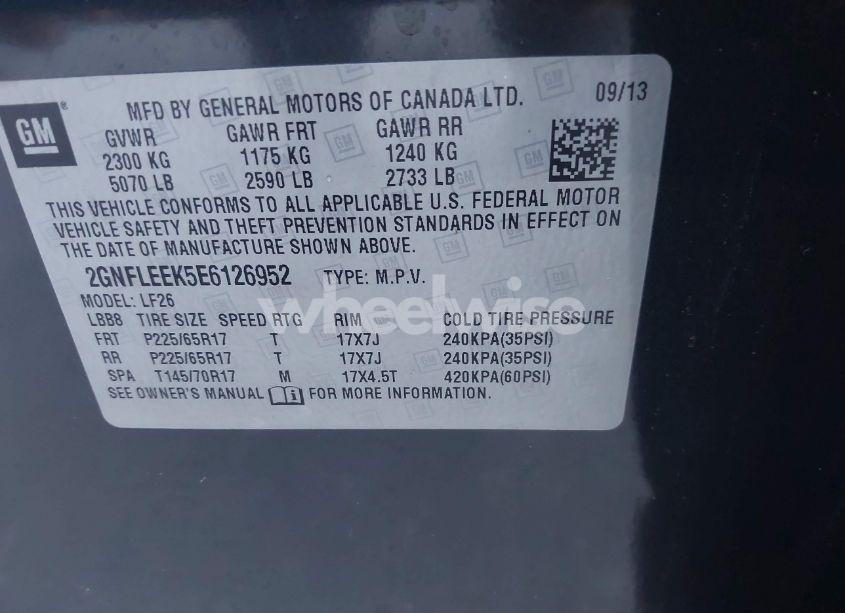 GM
MFD BY GENERAL MOTORS OF CANADA LTD. 09/13
GVWR GAWR FRT GAWR RR
2300 KG 1175 KG 1240 KG
5070 LB 2590 LB 2733 LB
THIS VEHICLE CONFORMS TO ALL APPLICABLE U.S. FEDERAL MOTOR
VEHICLE SAFETY AND THEFT PREVENTION STANDARDS IN EFFECT ON
THE DATE OF MANUFACTURE SHOWN ABOVE.
2GNFLEEK5E6126952 TYPE: M.P.V.
MODEL: LF26
wheelwise
LBB8 TIRE SIZE SPEED RTG RIM COLD TIRE PRESSURE
FRT P225/65R17 T 17X7J 240KPA(35PSI)
RR P225/65R17 T 17X7J 240KPA(35PSI)
SPA T145/70R17 M 17X4.5T 420KPA(60PSI)
SEE OWNER'S MANUAL FOR MORE INFORMATION.